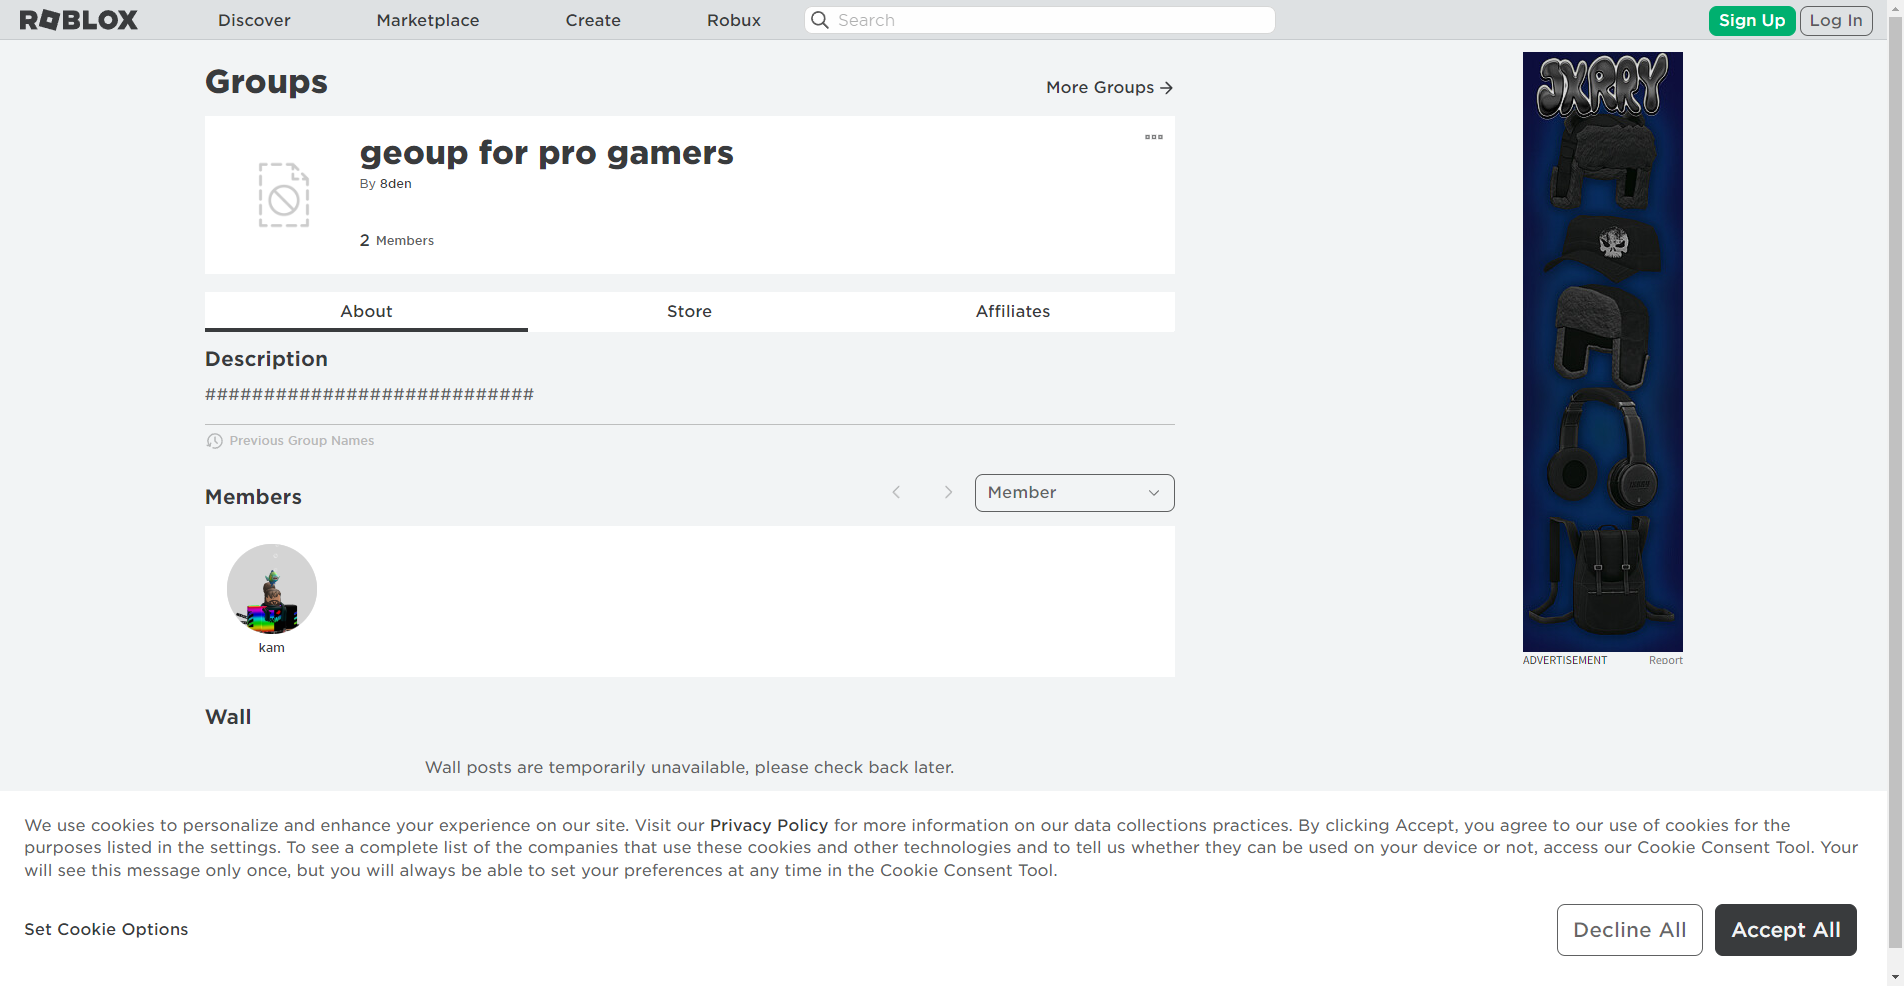 ROBLOX
Discover
Marketplace
Create
Robux
Search
Sign Up
Log In
Groups
More Groups
geoup for pro gamers
By 8den
2 Members
About
Store
Affiliates
Description
############################
Previous Group Names
Members
Member
kam
Wall
Wall posts are temporarily unavailable, please check back later.
JXRRY
ADVERTISEMENT
Report
We use cookies to personalize and enhance your experience on our site. Visit our Privacy Policy for more information on our data collections practices. By clicking Accept, you agree to our use of cookies for the
purposes listed in the settings. To see a complete list of the companies that use these cookies and other technologies and to tell us whether they can be used on your device or not, access our Cookie Consent Tool. Your
will see this message only once, but you will always be able to set your preferences at any time in the Cookie Consent Tool.
Set Cookie Options
Decline All
Accept All